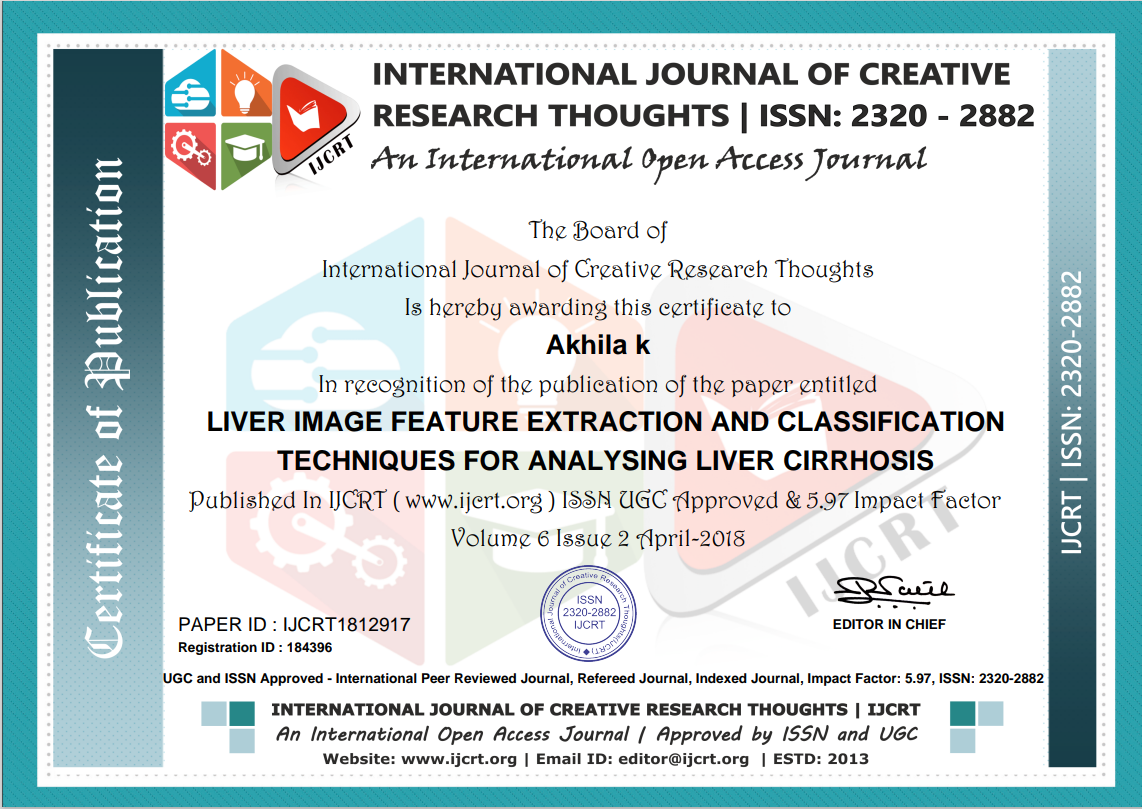 INTERNATIONAL JOURNAL OF CREATIVE
RESEARCH THOUGHTS | ISSN: 2320 - 2882
An International Open Access Journal
IJCRT
Certificate of Publication
The Board of
International Journal of Creative Research Thoughts
Is hereby awarding this certificate to
Akhila k
In recognition of the publication of the paper entitled
LIVER IMAGE FEATURE EXTRACTION AND CLASSIFICATION
TECHNIQUES FOR ANALYSING LIVER CIRRHOSIS
Published In IJCRT ( www.ijcrt.org ) ISSN UGC Approved & 5.97 Impact Factor
Volume 6 Issue 2 April-2018
IJCRT
IJCRT | ISSN: 2320-2882
International Journal of Creative Research Thoughts(IJCRT)
ISSN
2320-2882
IJCRT
EDITOR IN CHIEF
PAPER ID : IJCRT1812917
Registration ID : 184396
UGC and ISSN Approved - International Peer Reviewed Journal, Refereed Journal, Indexed Journal, Impact Factor: 5.97, ISSN: 2320-2882
INTERNATIONAL JOURNAL OF CREATIVE RESEARCH THOUGHTS | IJCRT
An International Open Access Journal | Approved by ISSN and UGC
Website: www.ijcrt.org | Email ID: editor@ijcrt.org | ESTD: 2013